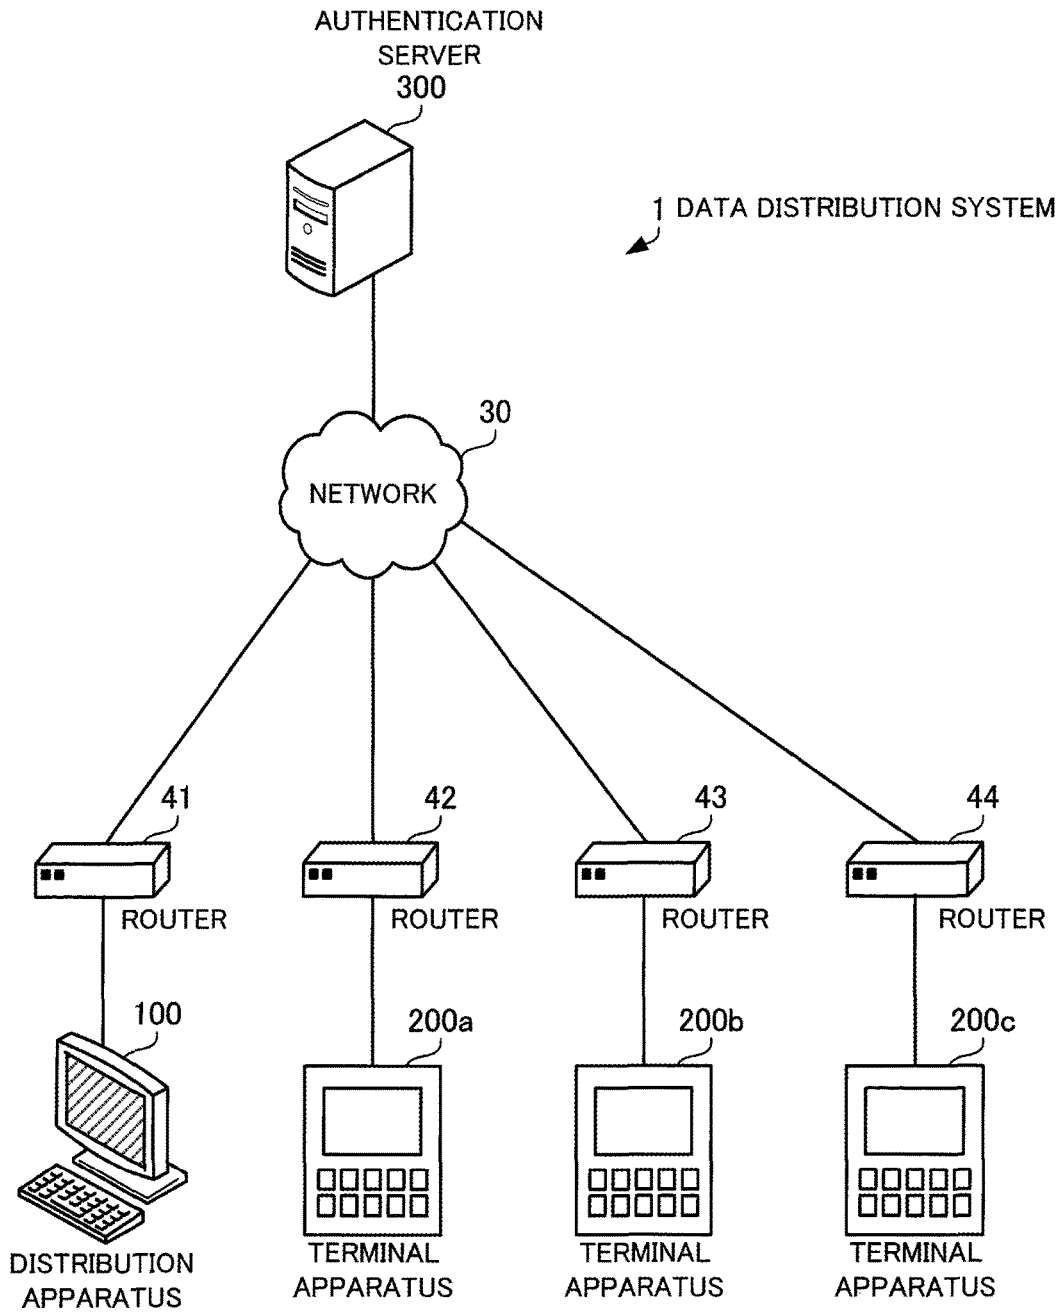 AUTHENTICATION
SERVER
300
1 DATA DISTRIBUTION SYSTEM
30
NETWORK
41
42
43
44
ROUTER
ROUTER
ROUTER
ROUTER
100
200a
200b
200c
DISTRIBUTION
APPARATUS
TERMINAL
APPARATUS
TERMINAL
APPARATUS
TERMINAL
APPARATUS